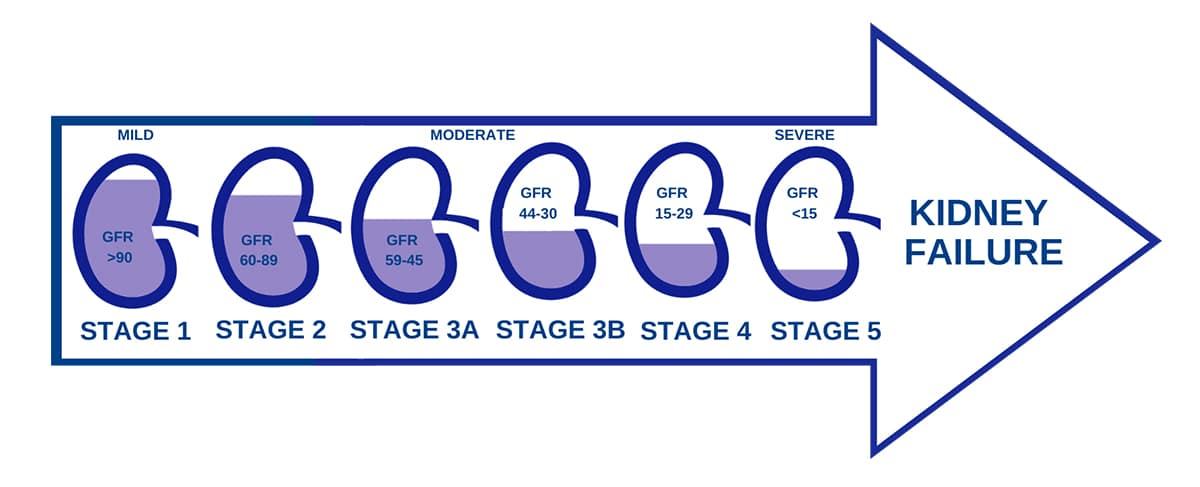 MILD
MODERATE
SEVERE
GFR
>90
GFR
60-89
GFR
59-45
GFR
44-30
GFR
15-29
GFR
<15
STAGE 1
STAGE 2
STAGE 3A
STAGE 3B
STAGE 4
STAGE 5
KIDNEY
FAILURE